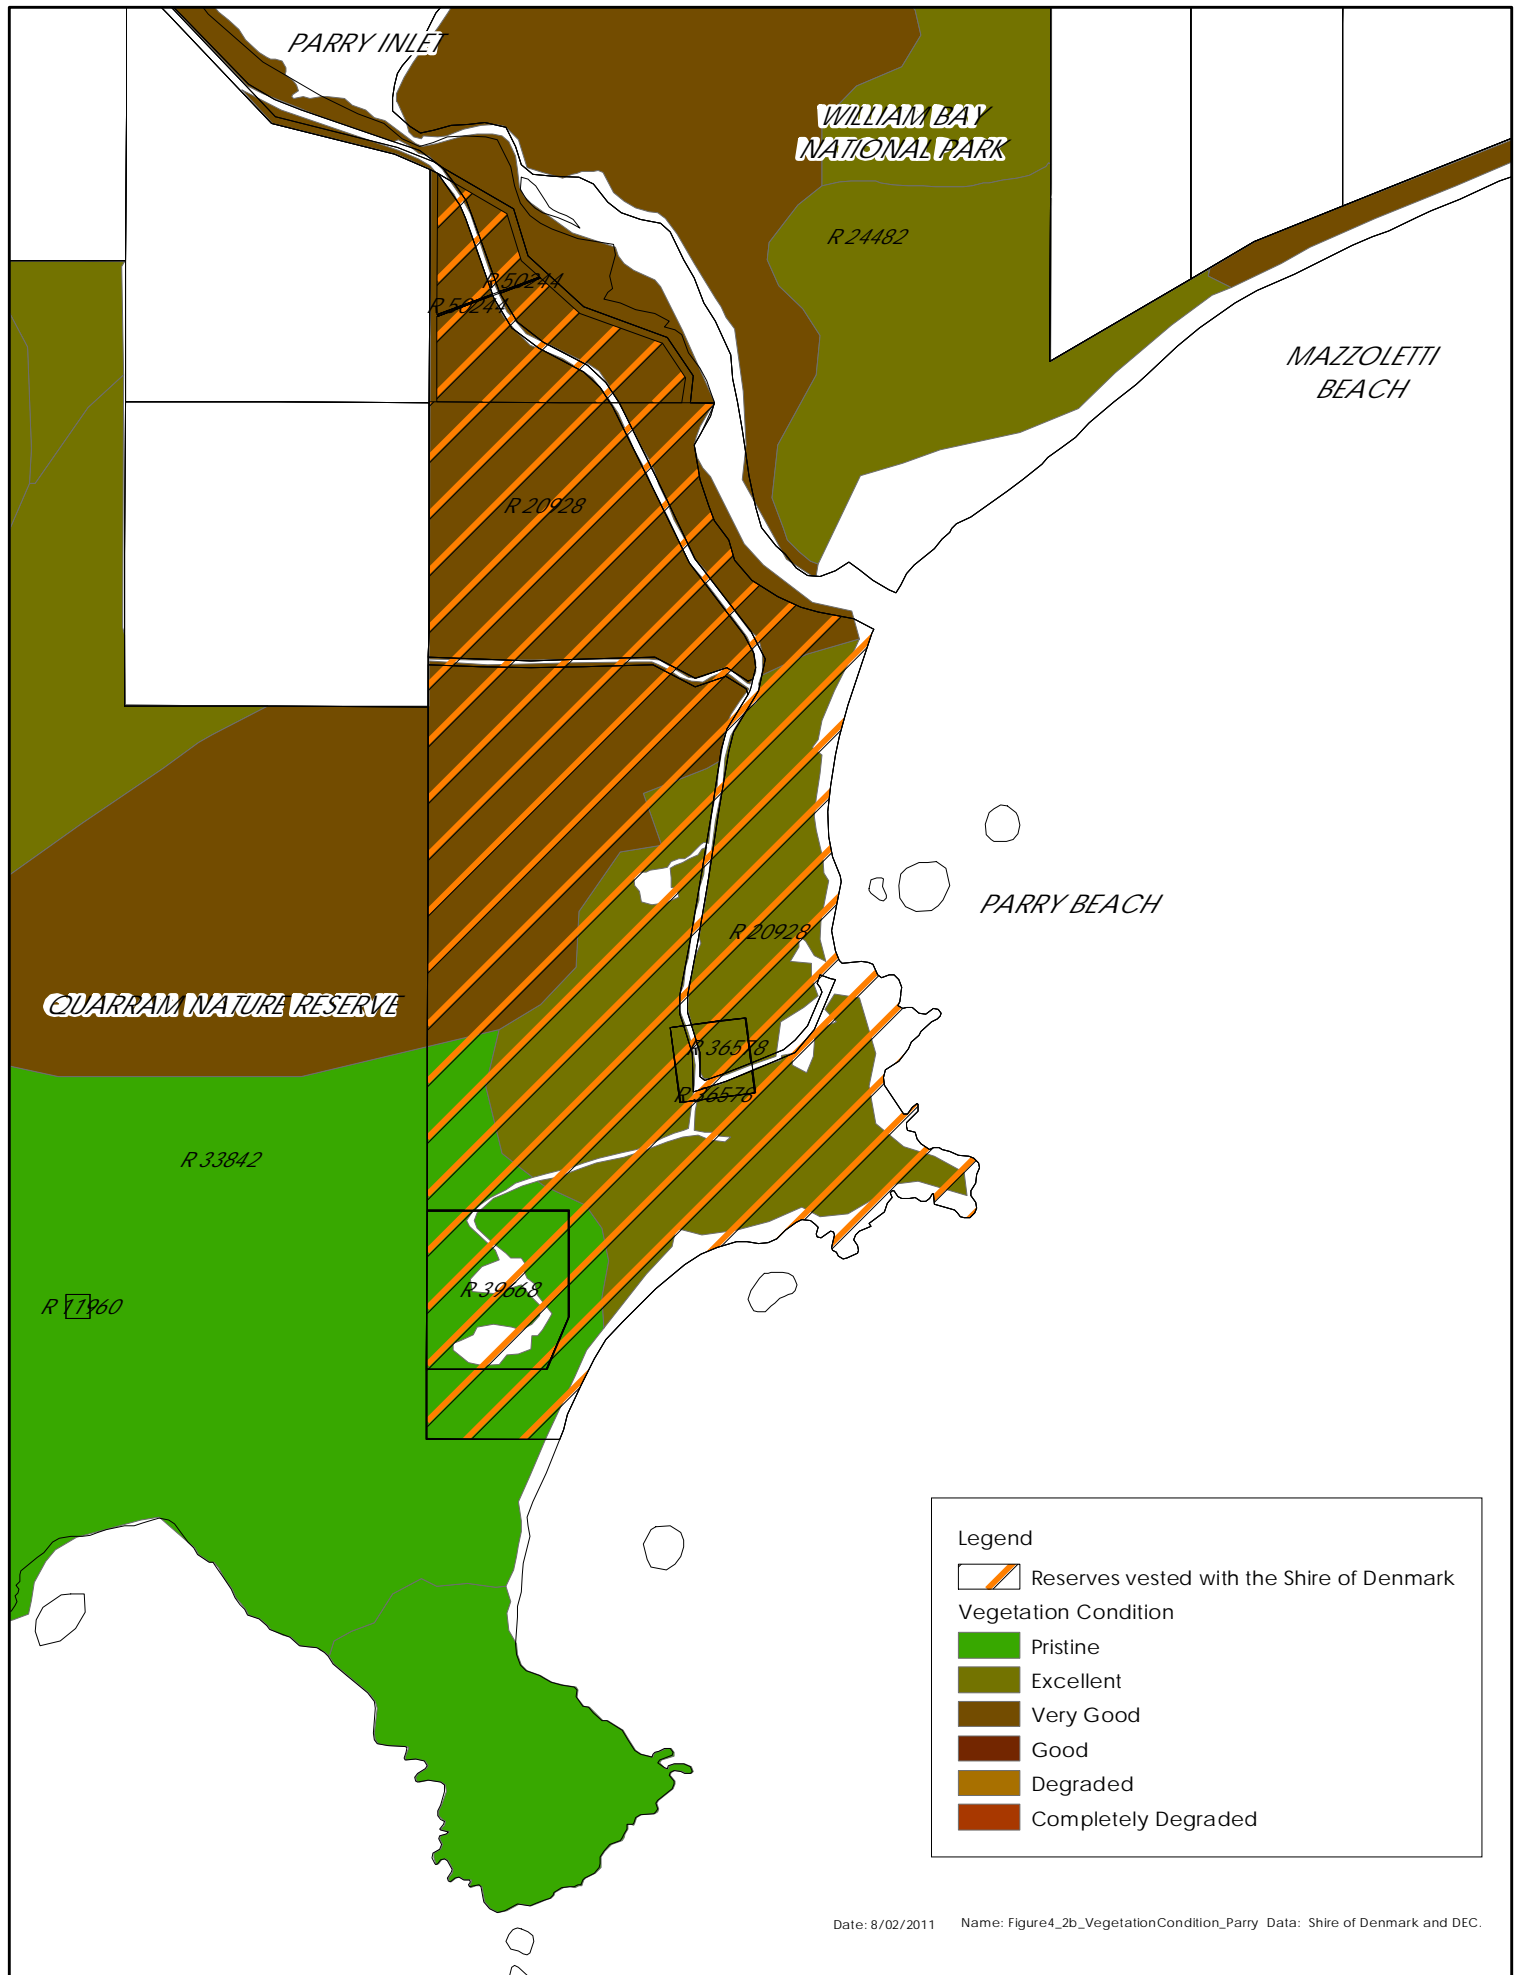 PARRY INLET
WILLIAM BAY
NATIONAL PARK
R 24482
R 50244
R 50244
MAZZOLETTI
BEACH
R 20928
PARRY BEACH
R 20928
QUARRAM NATURE RESERVE
R 36578
R 36578
R 33842
R 39668
R 11960
Legend
Reserves vested with the Shire of Denmark
Vegetation Condition
Pristine
Excellent
Very Good
Good
Degraded
Completely Degraded
Date: 8/02/2011 Name: Figure4_2b_VegetationCondition_Parry Data: Shire of Denmark and DEC.